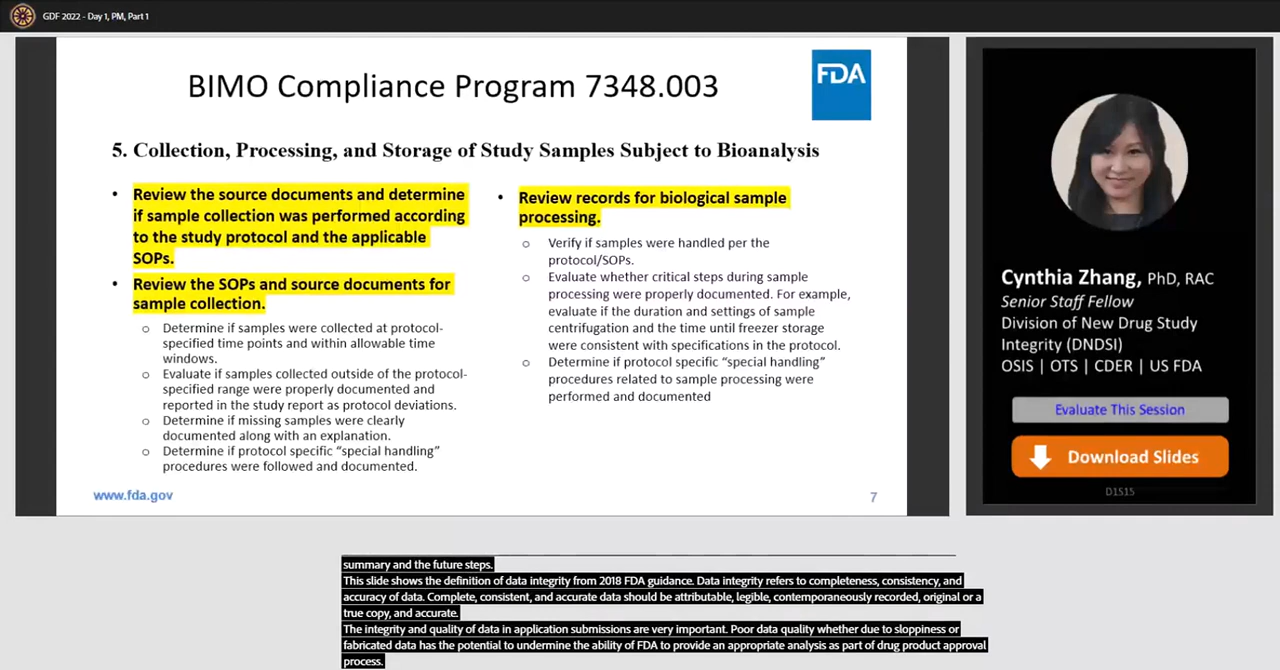 GDF 2022 - Day 1, PM, Part 1
BIMO Compliance Program 7348.003
FDA
5. Collection, Processing, and Storage of Study Samples Subject to Bioanalysis
• Review the source documents and determine
if sample collection was performed according
to the study protocol and the applicable
SOPs.
• Review the SOPs and source documents for
sample collection.
o Determine if samples were collected at protocol-
specified time points and within allowable time
windows.
o Evaluate if samples collected outside of the protocol-
specified range were properly documented and
reported in the study report as protocol deviations.
o Determine if missing samples were clearly
documented along with an explanation.
o Determine if protocol specific “special handling”
procedures were followed and documented.
• Review records for biological sample
processing.
o Verify if samples were handled per the
protocol/SOPs.
o Evaluate whether critical steps during sample
processing were properly documented. For example,
evaluate if the duration and settings of sample
centrifugation and the time until freezer storage
were consistent with specifications in the protocol.
o Determine if protocol specific “special handling”
procedures related to sample processing were
performed and documented
www.fda.gov
7
Cynthia Zhang, PhD, RAC
Senior Staff Fellow
Division of New Drug Study
Integrity (DNDSI)
OSIS | OTS | CDER | US FDA
Evaluate This Session
Download Slides
D1S15
summary and the future steps.
This slide shows the definition of data integrity from 2018 FDA guidance. Data integrity refers to completeness, consistency, and
accuracy of data. Complete, consistent, and accurate data should be attributable, legible, contemporaneously recorded, original or a
true copy, and accurate.
The integrity and quality of data in application submissions are very important. Poor data quality whether due to sloppiness or
fabricated data has the potential to undermine the ability of FDA to provide an appropriate analysis as part of drug product approval
process.